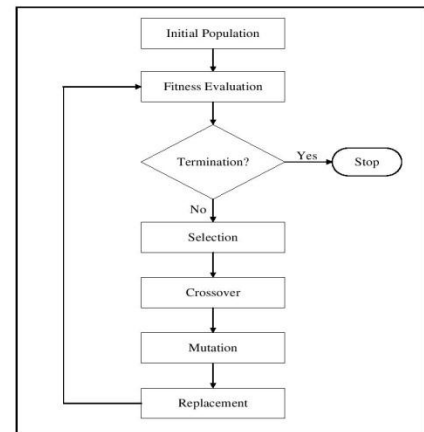 Initial Population
Fitness Evaluation
Termination?
Yes
Stop
No
Selection
Crossover
Mutation
Replacement